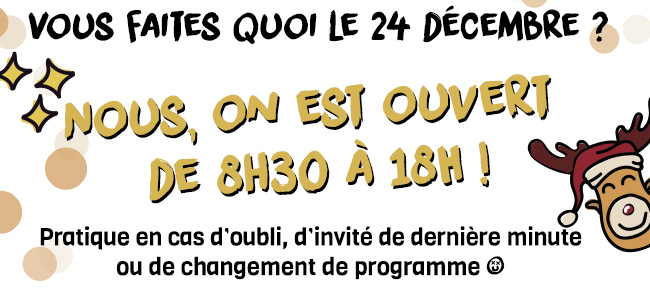 VOUS FAITES QUOI LE 24 DÉCEMBRE ?
NOUS, ON EST OUVERT
DE 8H30 À 18H !
Pratique en cas d'oubli, d'invité de dernière minute
ou de changement de programme